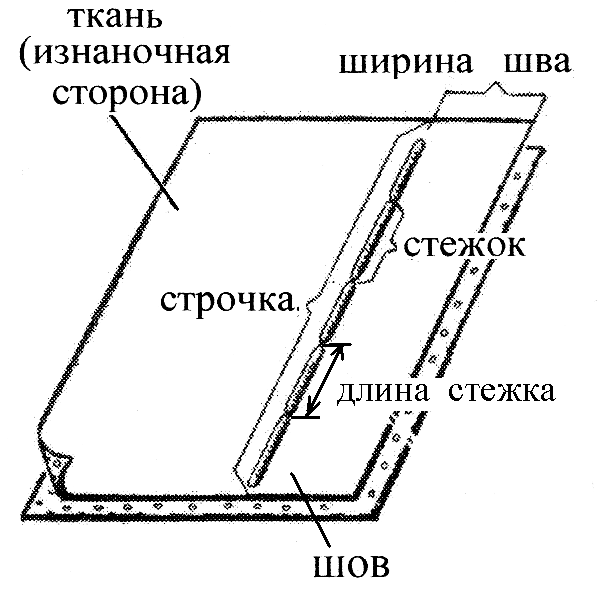 ткань
(изнаночная
сторона)
ширина шва
стежок
строчка
длина стежка
шов